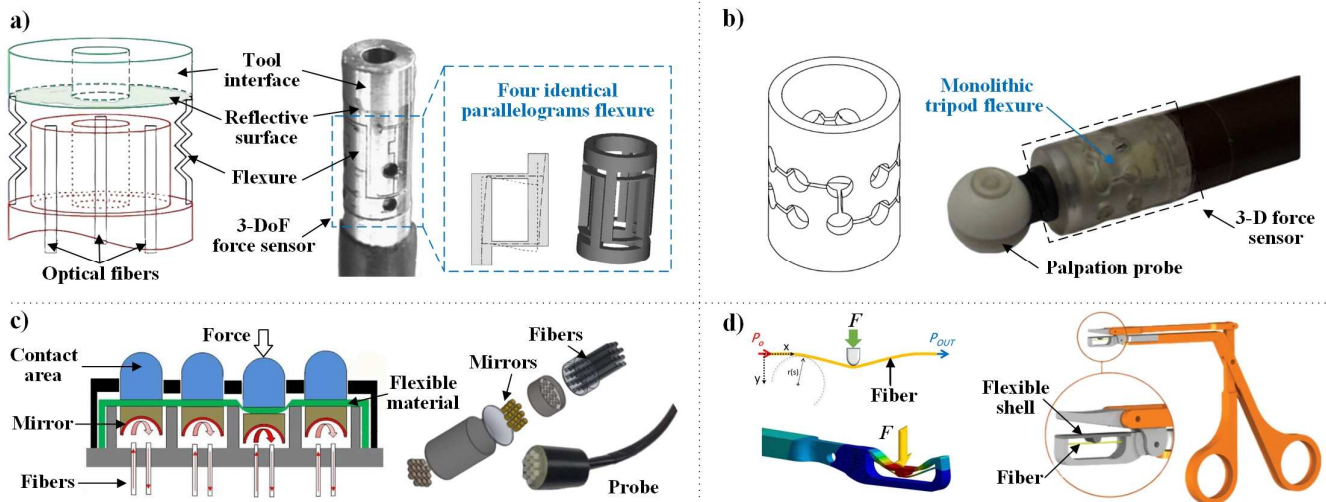 a)
Tool
interface
Reflective
surface
Flexure
3-DoF
force sensor
Optical fibers
Four identical
parallelograms flexure
b)
Monolithic
tripod flexure
3-D force
sensor
Palpation probe
c)
Force
Contact
area
Mirror
Fibers
Flexible
material
Mirrors
Fibers
Probe
d)
F
P₀
x
P_OUT
y
r(s)
Fiber
F
Flexible
shell
Fiber